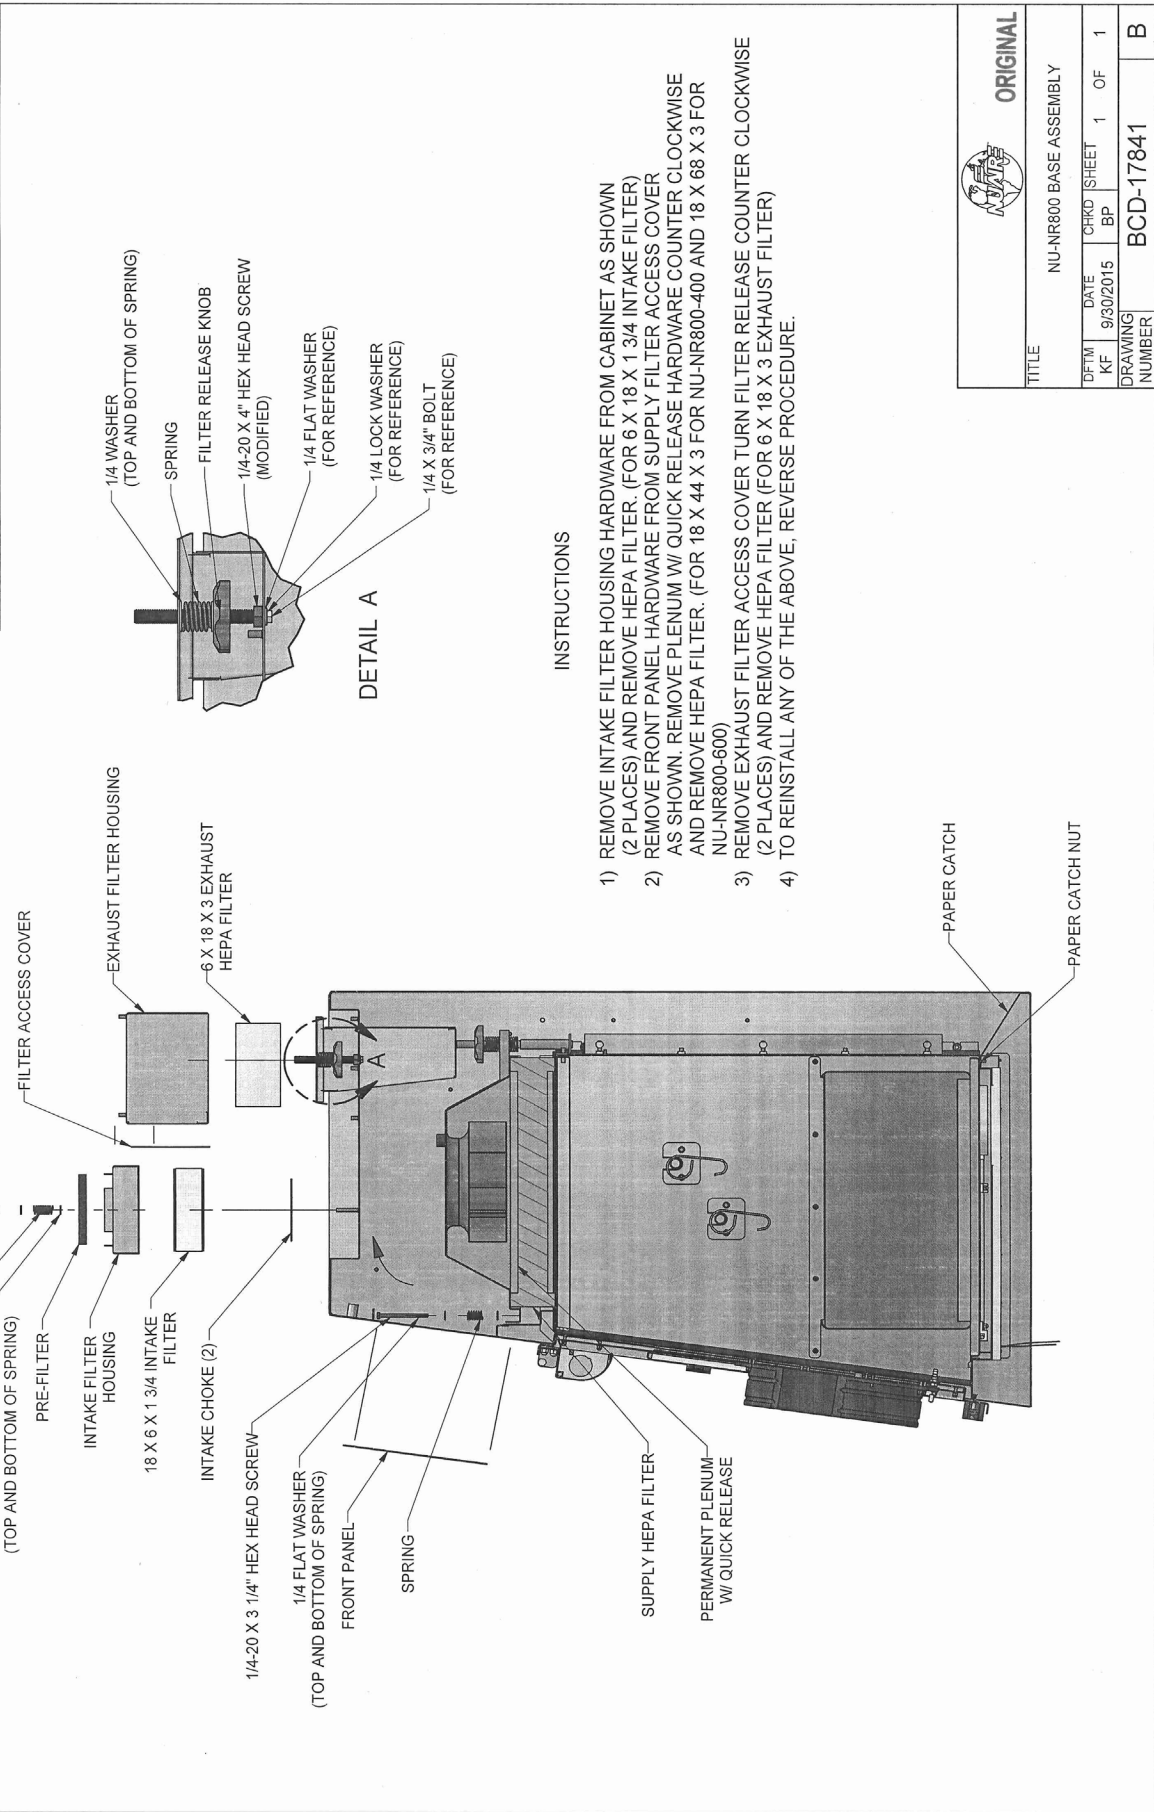 (TOP AND BOTTOM OF SPRING)
PRE-FILTER
INTAKE FILTER
HOUSING
18 X 6 X 1 3/4 INTAKE
FILTER
INTAKE CHOKE (2)
1/4-20 X 3 1/4" HEX HEAD SCREW
1/4 FLAT WASHER
(TOP AND BOTTOM OF SPRING)
FRONT PANEL
SPRING
SUPPLY HEPA FILTER
PERMANENT PLENUM
W/ QUICK RELEASE
FILTER ACCESS COVER
EXHAUST FILTER HOUSING
6 X 18 X 3 EXHAUST
HEPA FILTER
A
PAPER CATCH
PAPER CATCH NUT
1/4 WASHER
(TOP AND BOTTOM OF SPRING)
SPRING
FILTER RELEASE KNOB
1/4-20 X 4" HEX HEAD SCREW
(MODIFIED)
1/4 FLAT WASHER
(FOR REFERENCE)
1/4 LOCK WASHER
(FOR REFERENCE)
1/4 X 3/4" BOLT
(FOR REFERENCE)
DETAIL A
INSTRUCTIONS
1) REMOVE INTAKE FILTER HOUSING HARDWARE FROM CABINET AS SHOWN
(2 PLACES) AND REMOVE HEPA FILTER. (FOR 6 X 18 X 1 3/4 INTAKE FILTER)
2) REMOVE FRONT PANEL HARDWARE FROM SUPPLY FILTER ACCESS COVER
AS SHOWN. REMOVE PLENUM W/ QUICK RELEASE HARDWARE COUNTER CLOCKWISE
AND REMOVE HEPA FILTER. (FOR 18 X 44 X 3 FOR NU-NR800-400 AND 18 X 68 X 3 FOR
NU-NR800-600)
3) REMOVE EXHAUST FILTER ACCESS COVER TURN FILTER RELEASE COUNTER CLOCKWISE
(2 PLACES) AND REMOVE HEPA FILTER (FOR 6 X 18 X 3 EXHAUST FILTER)
4) TO REINSTALL ANY OF THE ABOVE, REVERSE PROCEDURE.
NUAIRE
ORIGINAL
TITLE
NU-NR800 BASE ASSEMBLY
DFTM DATE CHKD SHEET 1 OF 1
KF 9/30/2015 BP
DRAWING
NUMBER
BCD-17841 B